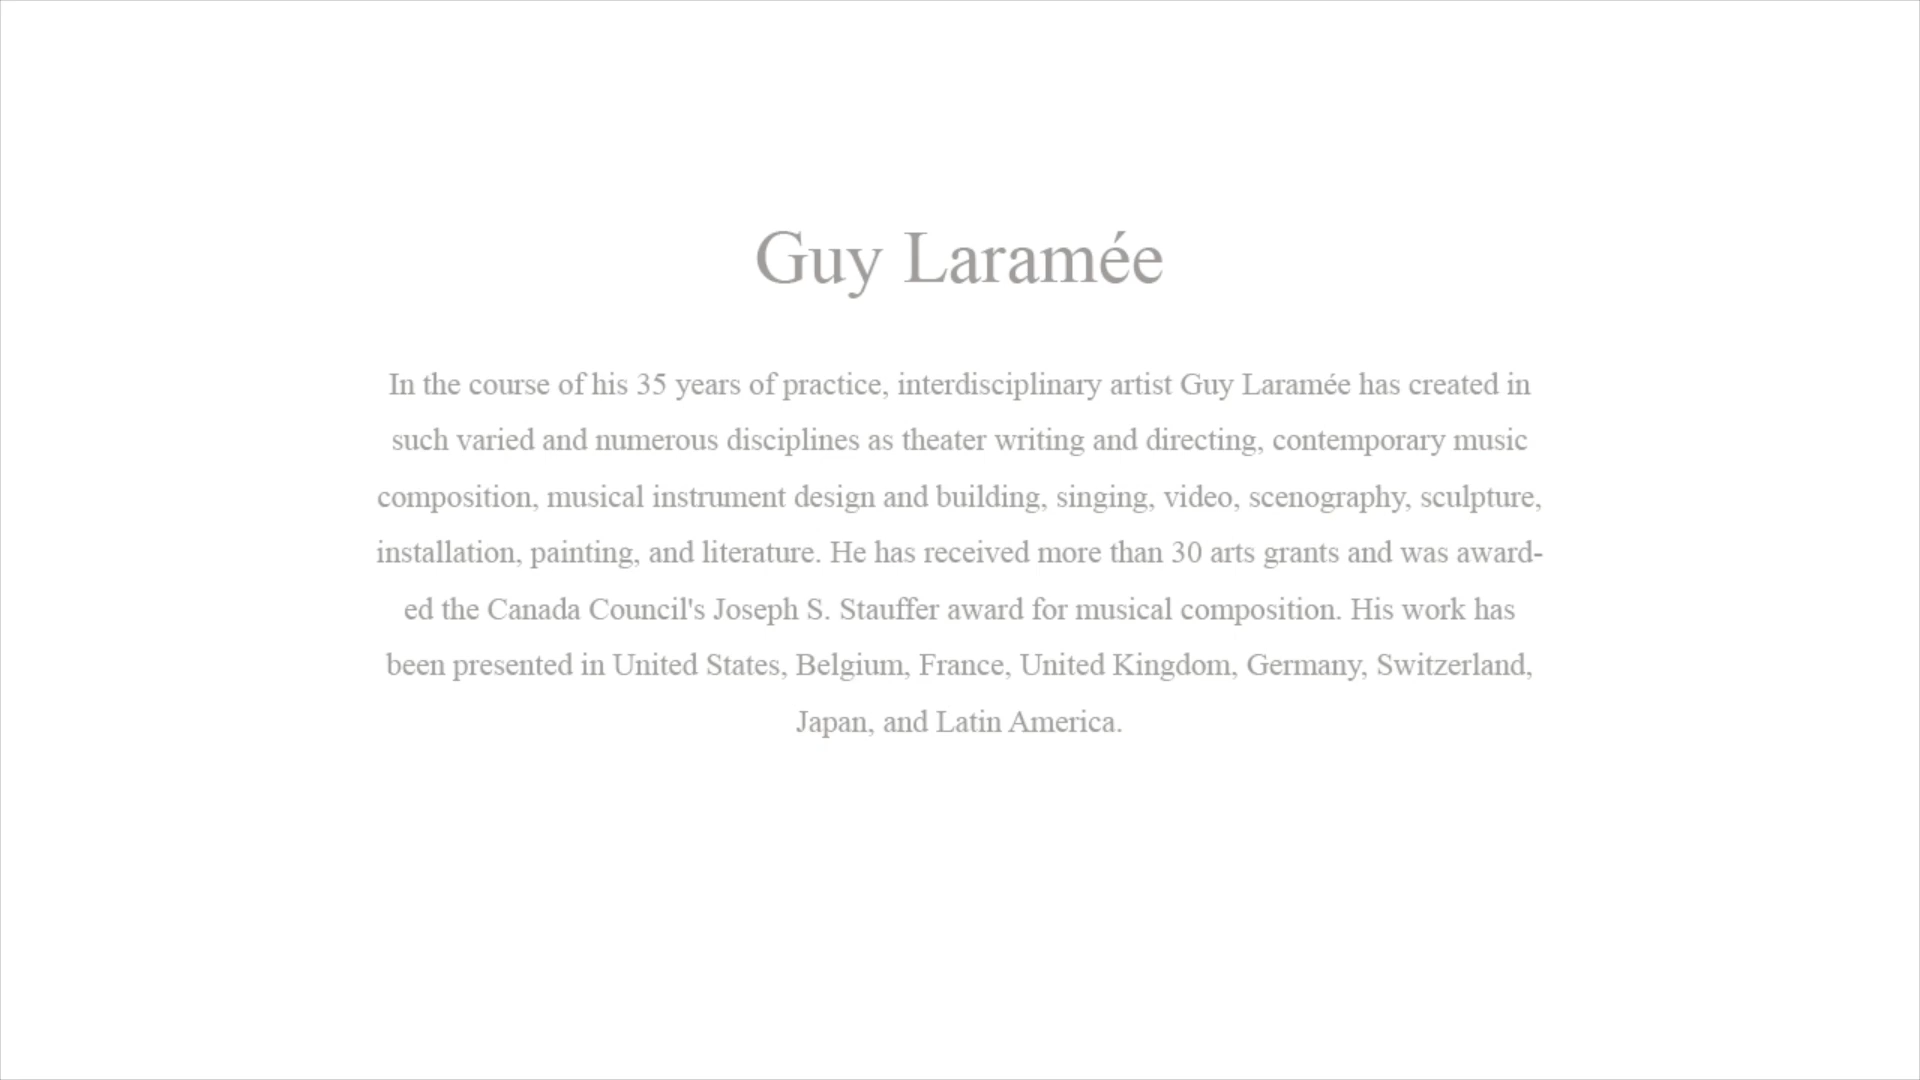 Guy Laramée
In the course of his 35 years of practice, interdisciplinary artist Guy Laramée has created in
such varied and numerous disciplines as theater writing and directing, contemporary music
composition, musical instrument design and building, singing, video, scenography, sculpture,
installation, painting, and literature. He has received more than 30 arts grants and was award-
ed the Canada Council's Joseph S. Stauffer award for musical composition. His work has
been presented in United States, Belgium, France, United Kingdom, Germany, Switzerland,
Japan, and Latin America.